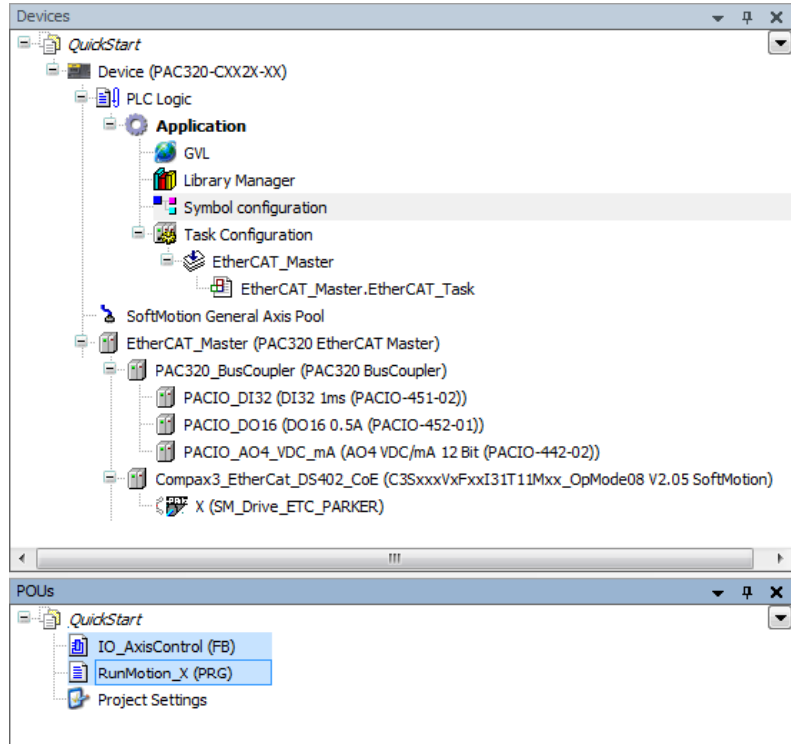 Devices
QuickStart
Device (PAC320-CXX2X-XX)
PLC Logic
Application
GVL
Library Manager
Symbol configuration
Task Configuration
EtherCAT_Master
EtherCAT_Master.EtherCAT_Task
SoftMotion General Axis Pool
EtherCAT_Master (PAC320 EtherCAT Master)
PAC320_BusCoupler (PAC320 BusCoupler)
PACIO_DI32 (DI32 1ms (PACIO-451-02))
PACIO_DO16 (DO16 0.5A (PACIO-452-01))
PACIO_AO4_VDC_mA (AO4 VDC/mA 12 Bit (PACIO-442-02))
Compax3_EtherCat_DS402_CoE (C3SxxxVxFxxI31T11Mxx_OpMode08 V2.05 SoftMotion)
X (SM_Drive_ETC_PARKER)
POUs
QuickStart
IO_AxisControl (FB)
RunMotion_X (PRG)
Project Settings